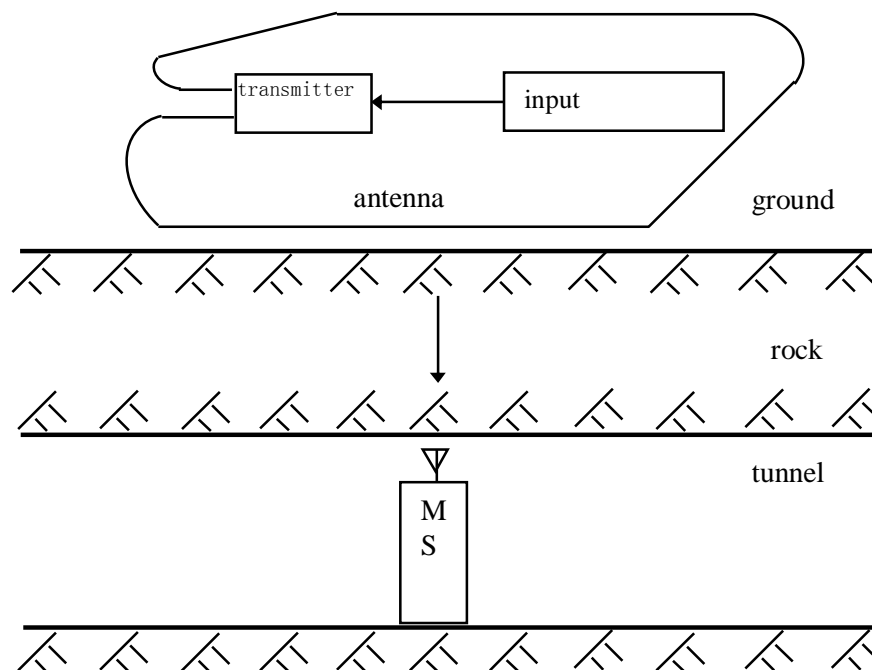 transmitter
input
antenna
ground
rock
tunnel
M
S